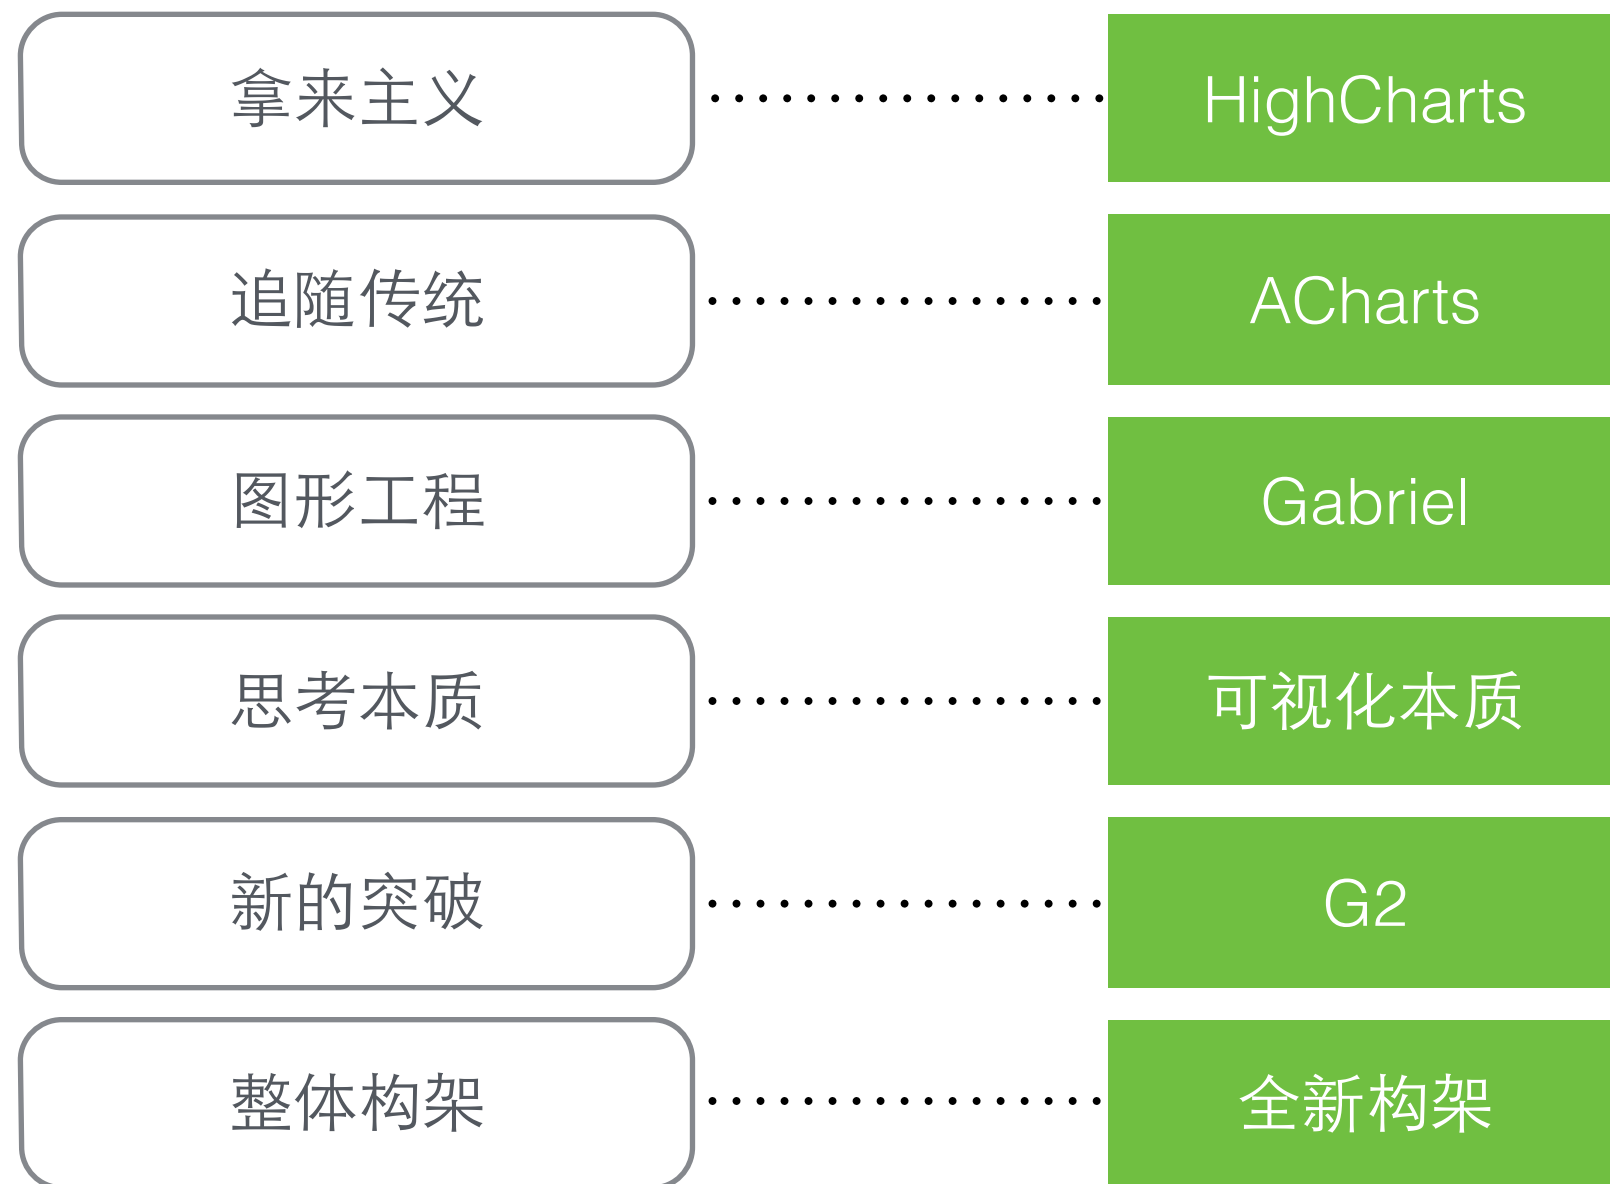 拿来主义
HighCharts
追随传统
ACharts
图形工程
Gabriel
思考本质
可视化本质
新的突破
G2
整体构架
全新构架